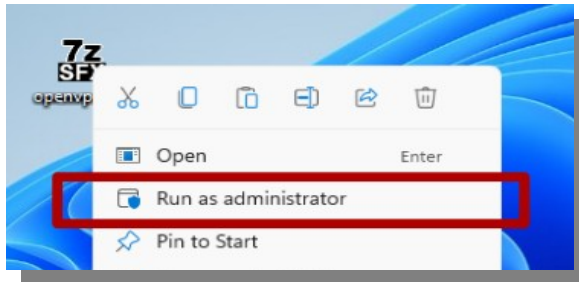 7z
SFX
openvp
Open Enter
Run as administrator
Pin to Start